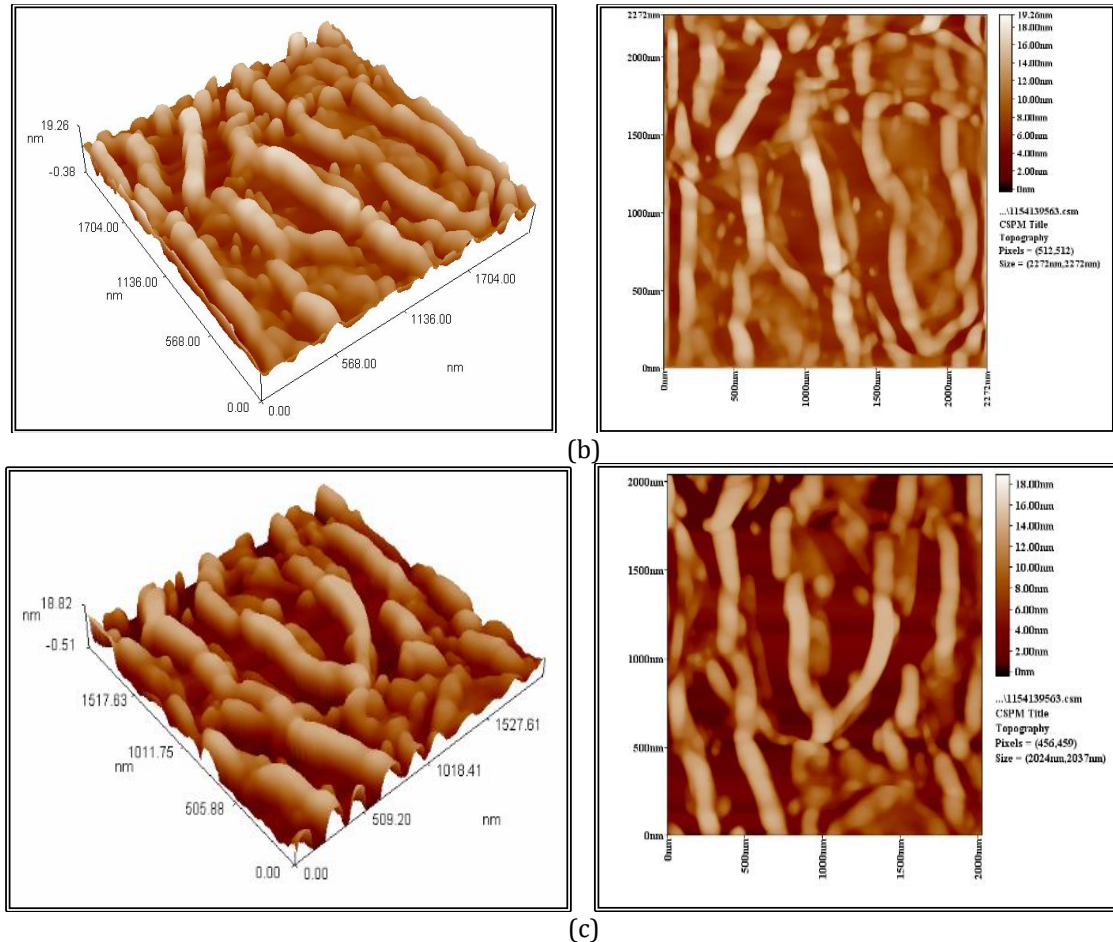 19.26
nm
-0.38
1704.00
1136.00
nm
568.00
0.00
0.00
568.00
1136.00
1704.00
nm
2272nm
2000nm
1500nm
1000nm
500nm
0nm
0nm
500nm
1000nm
1500nm
2000nm
2272nm
19.26nm
18.00nm
16.00nm
14.00nm
12.00nm
10.00nm
8.00nm
6.00nm
4.00nm
2.00nm
0nm
...\1154139563.csm
CSPM Title
Topography
Pixels = (512,512)
Size = (2272nm,2272nm)
(b)
18.82
nm
-0.51
1517.63
1011.75
nm
505.88
0.00
0.00
509.20
1018.41
1527.61
nm
2000nm
1500nm
1000nm
500nm
0nm
0nm
500nm
1000nm
1500nm
2000nm
18.00nm
16.00nm
14.00nm
12.00nm
10.00nm
8.00nm
6.00nm
4.00nm
2.00nm
0nm
...\1154139563.csm
CSPM Title
Topography
Pixels = (456,459)
Size = (2024nm,2037nm)
(c)